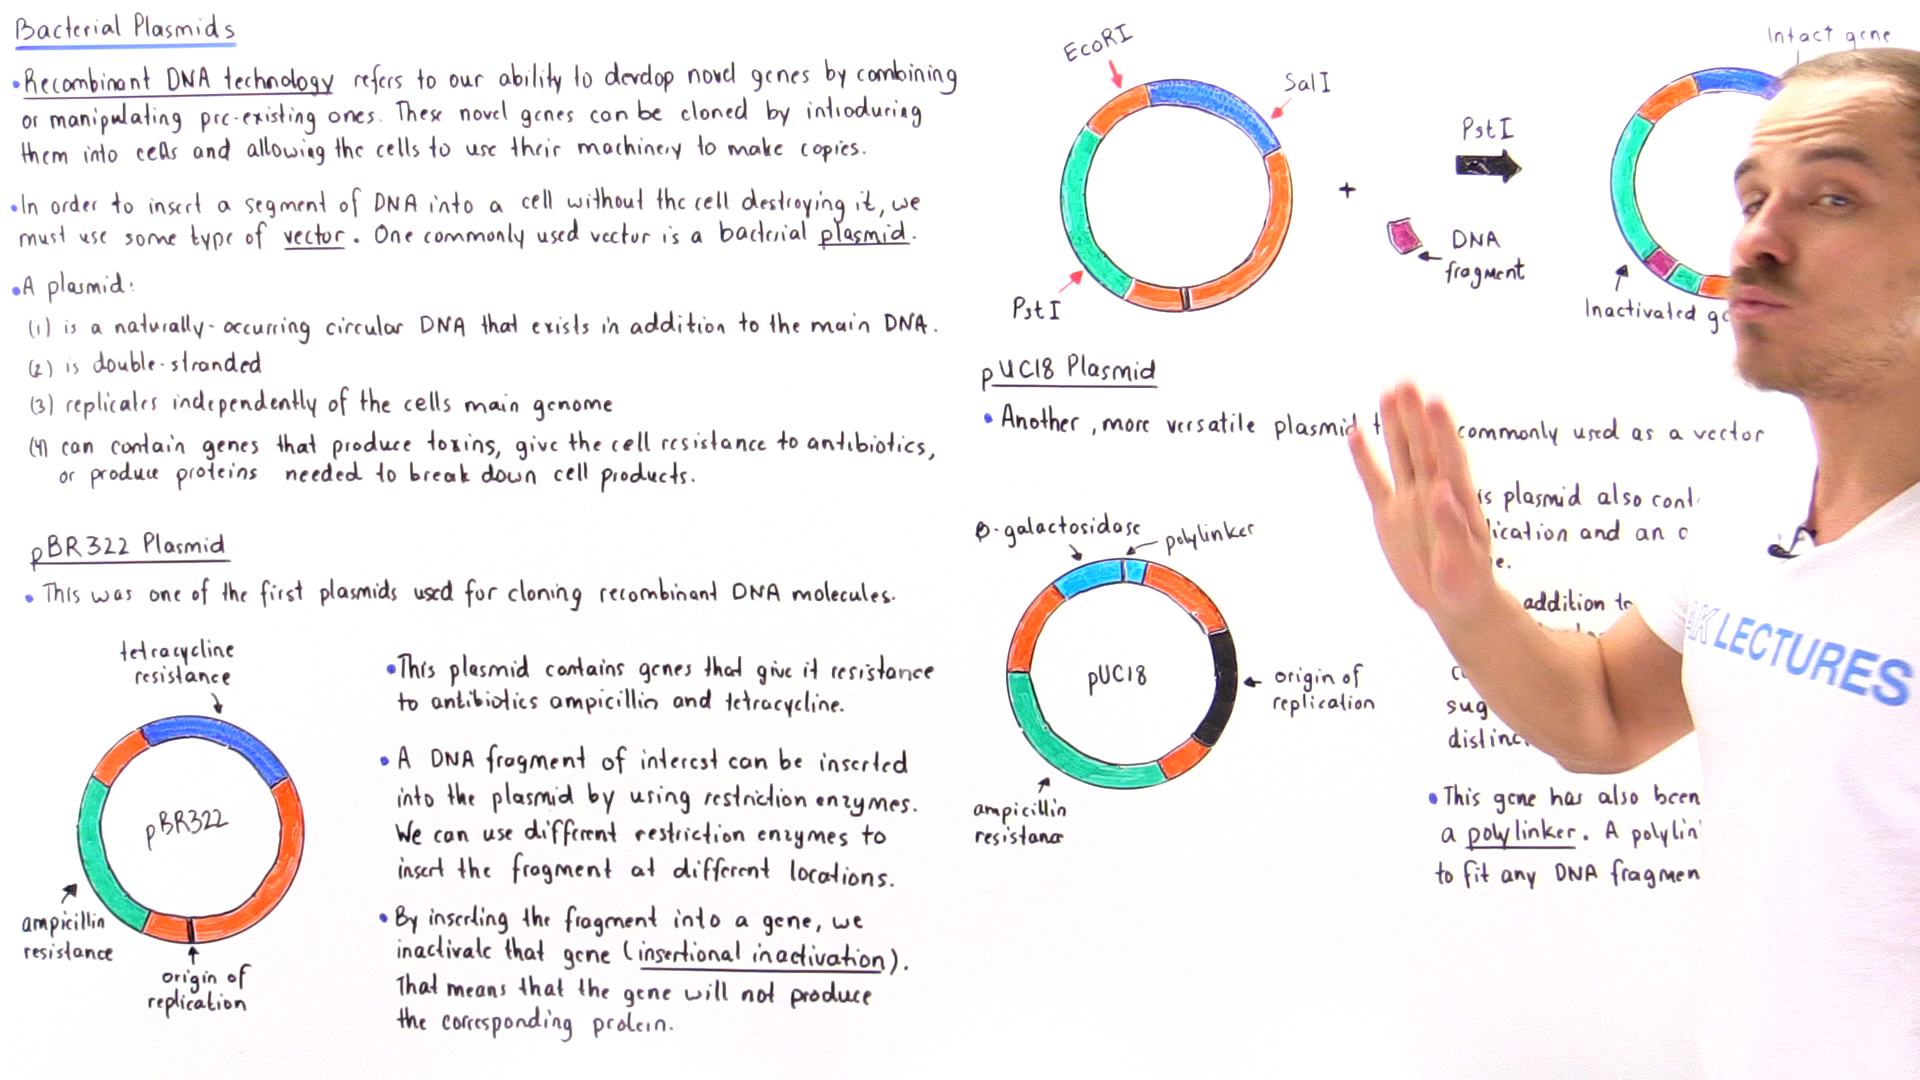 Bacterial Plasmids
•Recombinant DNA technology refers to our ability to develop novel genes by combining
or manipulating pre-existing ones. These novel genes can be cloned by introducing
them into cells and allowing the cells to use their machinery to make copies.
•In order to insert a segment of DNA into a cell without the cell destroying it, we
must use some type of vector. One commonly used vector is a bacterial plasmid.
•A plasmid:
(1) is a naturally-occurring circular DNA that exists in addition to the main DNA.
(2) is double-stranded
(3) replicates independently of the cells main genome
(4) can contain genes that produce toxins, give the cell resistance to antibiotics,
or produce proteins needed to break down cell products.
pBR322 Plasmid
• This was one of the first plasmids used for cloning recombinant DNA molecules.
tetracycline
resistance
pBR322
ampicillin
resistance
origin of
replication
•This plasmid contains genes that give it resistance
to antibiotics ampicillin and tetracycline.
• A DNA fragment of interest can be inserted
into the plasmid by using restriction enzymes.
We can use different restriction enzymes to
insert the fragment at different locations.
• By inserting the fragment into a gene, we
inactivate that gene (insertional inactivation).
That means that the gene will not produce
the corresponding protein.
EcoRI
SalI
PstI
+
PstI
DNA
fragment
Intact gene
Inactivated
pUC18 Plasmid
• Another, more versatile plasmid commonly used as a vector
β-galactosidase
polylinker
pUC18
origin of
replication
ampicillin
resistance
plasmid also
and an
addition
• This gene has also been
a polylinker. A
to fit any DNA
AK LECTURES